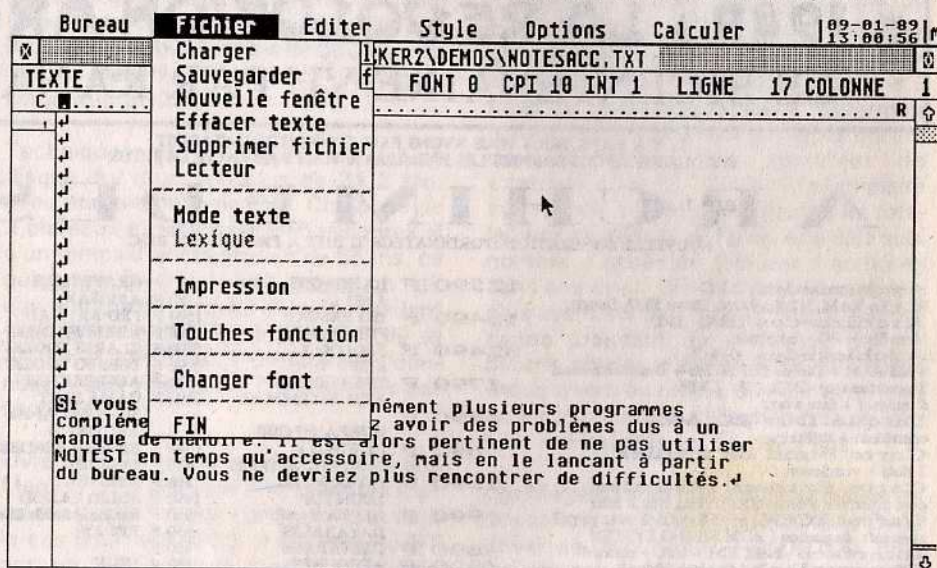 Bureau Fichier Editer Style Options Calculer 09-01-89
13:00:56
CKER2\DEMOS\NOTESACC.TXT
TEXTE FONT 0 CPI 10 INT 1 LIGNE 17 COLONNE 1
C R
Charger
Sauvegarder
Nouvelle fenêtre
Effacer texte
Supprimer fichier
Lecteur
Mode texte
Lexique
Impression
Touches fonction
Changer font
FIN
Si vous nément plusieurs programmes
compléme z avoir des problèmes dus à un
manque de mémoire. Il est alors pertinent de ne pas utiliser
NOTEST en temps qu'accessoire, mais en le lancant à partir
du bureau. Vous ne devriez plus rencontrer de difficultés.